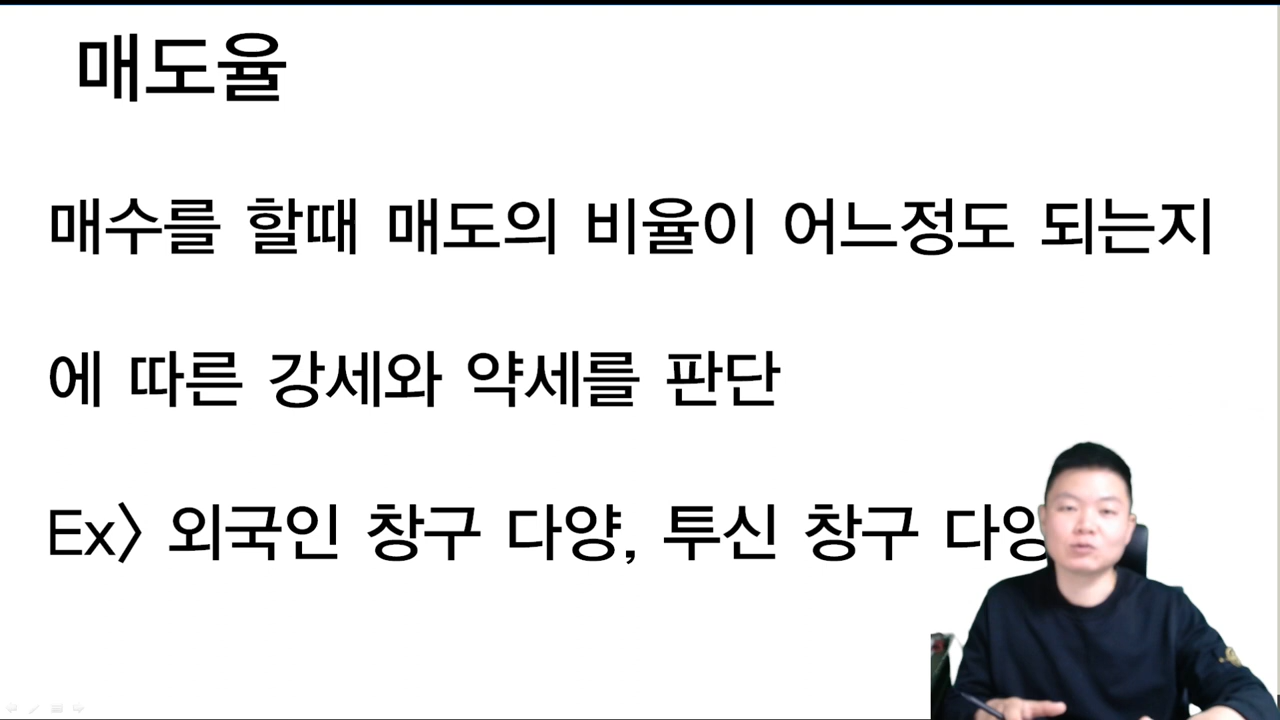 매도율
매수를 할때 매도의 비율이 어느정도 되는지
에 따른 강세와 약세를 판단
Ex> 외국인 창구 다양, 투신 창구 다양